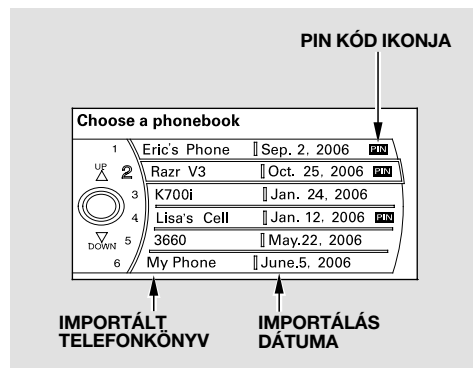 PIN KÓD IKONJA
Choose a phonebook
1 Eric's Phone Sep. 2, 2006 PIN
UP 2 Razr V3 Oct. 25, 2006 PIN
3 K700i Jan. 24, 2006
4 Lisa's Cell Jan. 12, 2006 PIN
DOWN 5 3660 May.22, 2006
6 My Phone June.5, 2006
IMPORTÁLT TELEFONKÖNYV
IMPORTÁLÁS DÁTUMA